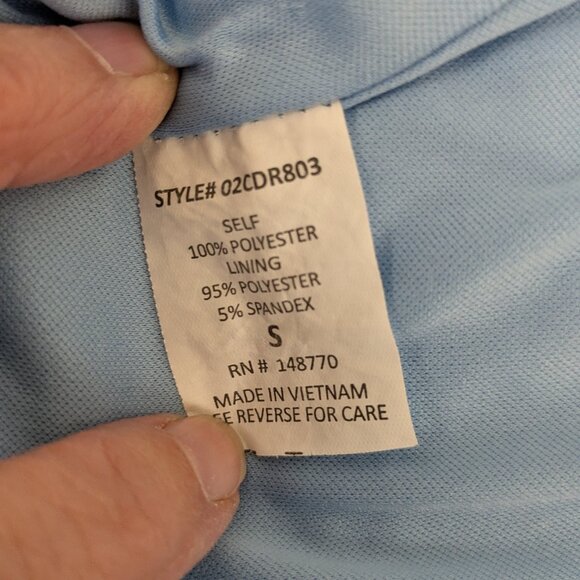 STYLE# 02CDR803
SELF
100% POLYESTER
LINING
95% POLYESTER
5% SPANDEX
S
RN # 148770
MADE IN VIETNAM
EE REVERSE FOR CARE